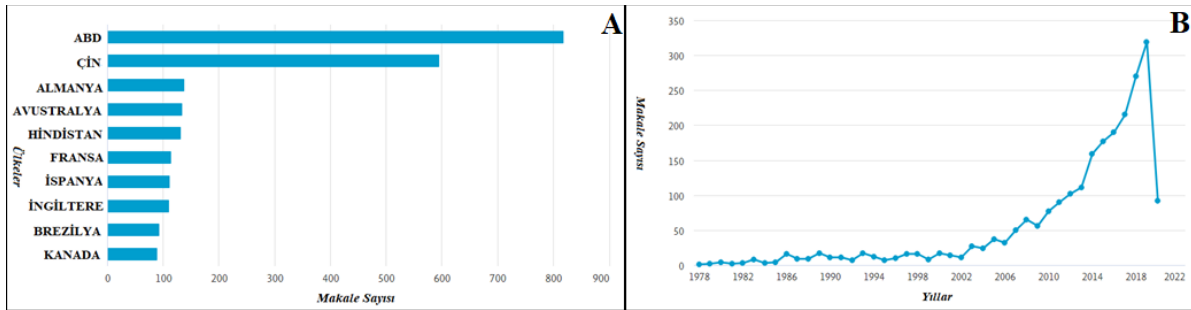 A
ABD
ÇİN
ALMANYA
AVUSTRALYA
HİNDİSTAN
FRANSA
İSPANYA
İNGİLTERE
BREZİLYA
KANADA
Ülkeler
0 100 200 300 400 500 600 700 800 900
Makale Sayısı
B
350
300
250
200
150
100
50
0
Makale Sayısı
1978 1982 1986 1990 1994 1998 2002 2006 2010 2014 2018 2022
Yıllar